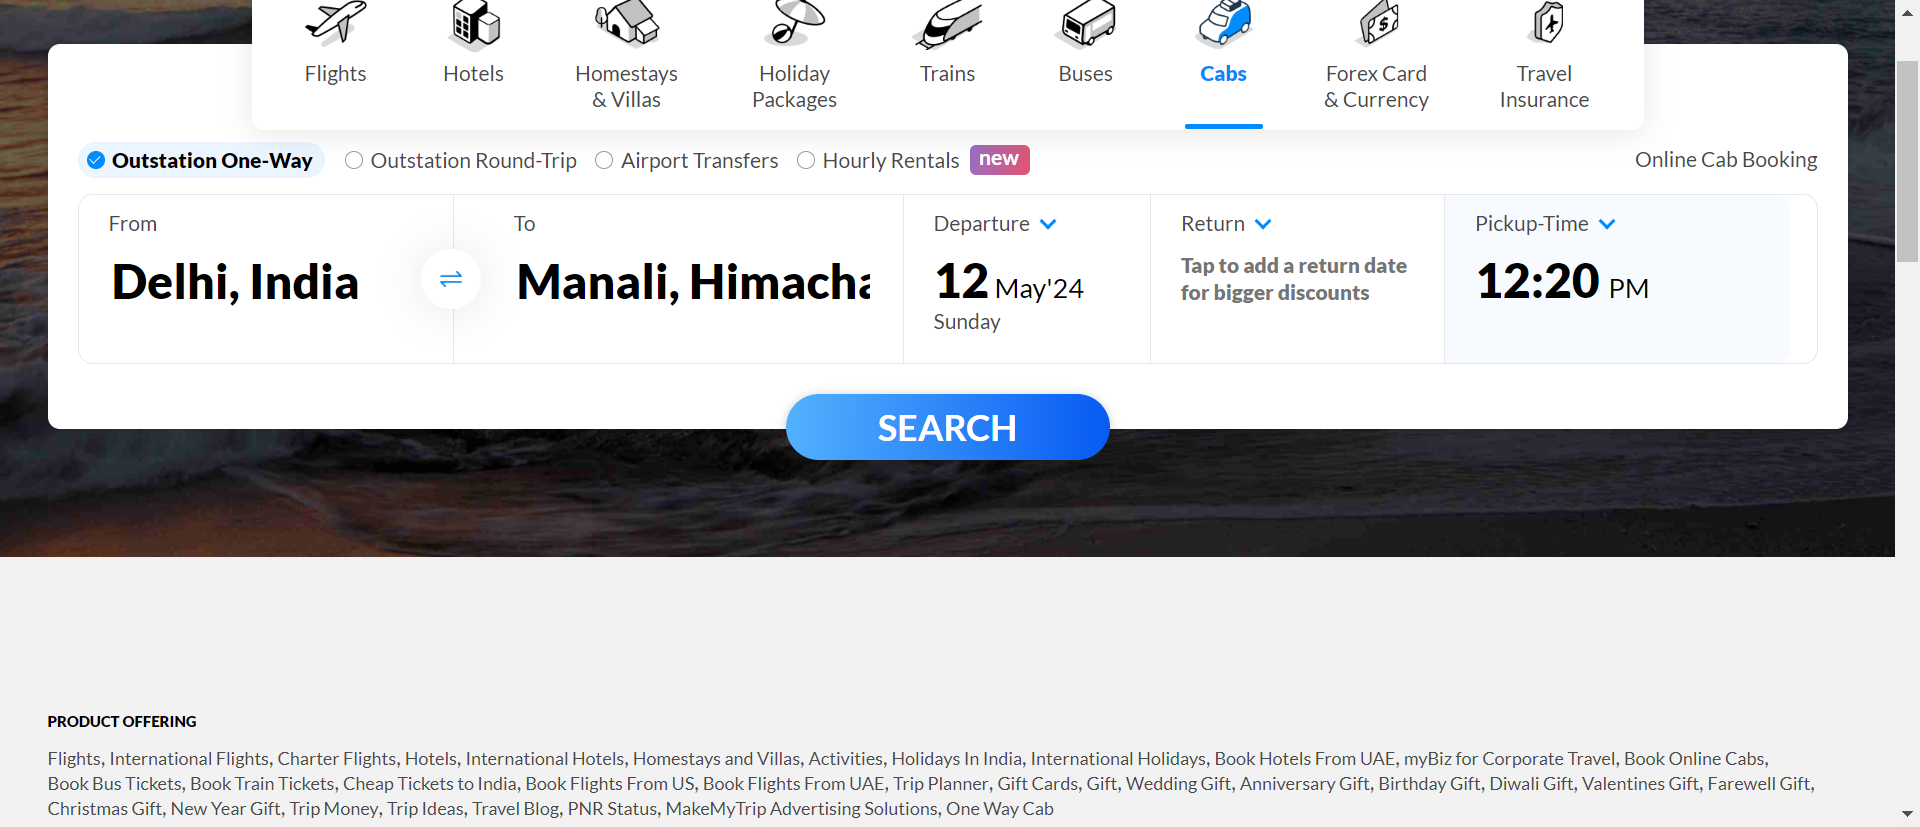 Flights
Hotels
Homestays
& Villas
Holiday
Packages
Trains
Buses
Cabs
Forex Card
& Currency
Travel
Insurance
Outstation One-Way
Outstation Round-Trip
Airport Transfers
Hourly Rentals
new
Online Cab Booking
From
Delhi, India
To
Manali, Himacha
Departure
12 May'24
Sunday
Return
Tap to add a return date
for bigger discounts
Pickup-Time
12:20 PM
SEARCH
PRODUCT OFFERING
Flights, International Flights, Charter Flights, Hotels, International Hotels, Homestays and Villas, Activities, Holidays In India, International Holidays, Book Hotels From UAE, myBiz for Corporate Travel, Book Online Cabs,
Book Bus Tickets, Book Train Tickets, Cheap Tickets to India, Book Flights From US, Book Flights From UAE, Trip Planner, Gift Cards, Gift, Wedding Gift, Anniversary Gift, Birthday Gift, Diwali Gift, Valentines Gift, Farewell Gift,
Christmas Gift, New Year Gift, Trip Money, Trip Ideas, Travel Blog, PNR Status, MakeMyTrip Advertising Solutions, One Way Cab